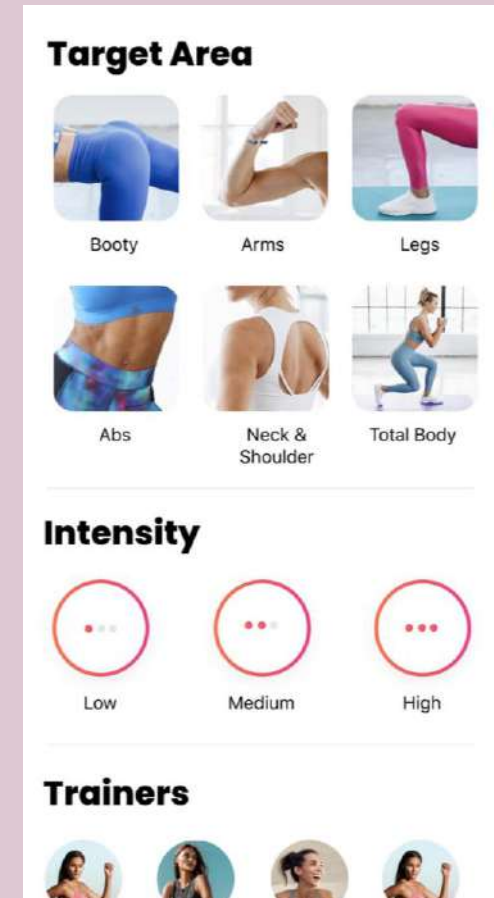 Target Area
Booty
Arms
Legs
Abs
Neck &
Shoulder
Total Body
Intensity
Low
Medium
High
Trainers